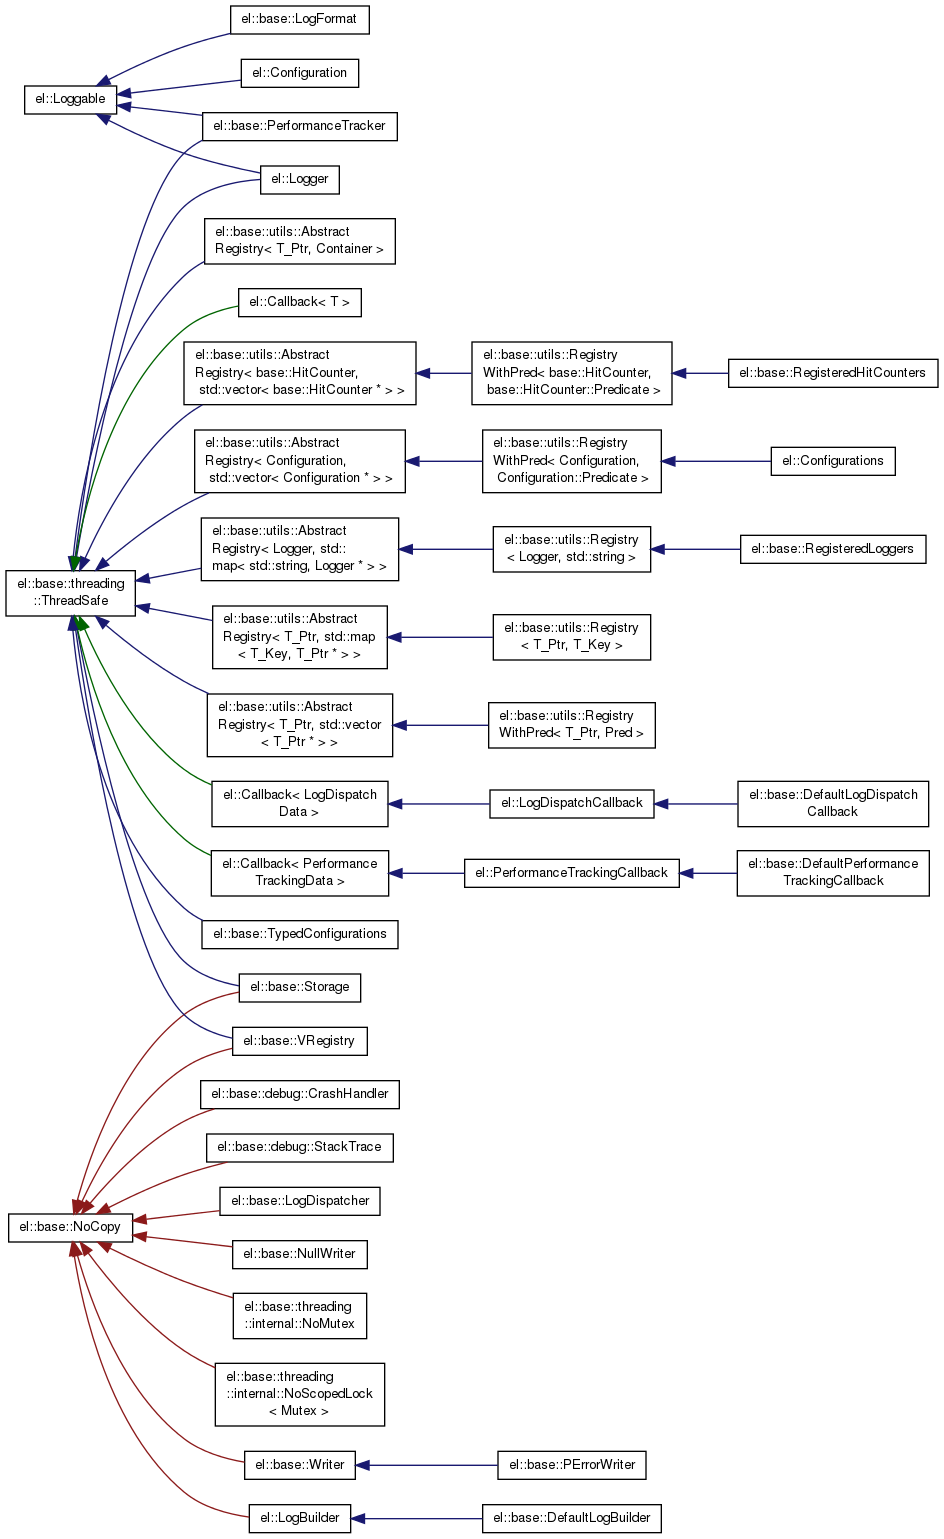 el::base::LogFormat
el::Configuration
el::Loggable
el::base::PerformanceTracker
el::Logger
el::base::utils::Abstract
Registry< T_Ptr, Container >
el::Callback< T >
el::base::utils::Abstract
Registry< base::HitCounter,
std::vector< base::HitCounter * > >
el::base::utils::Registry
WithPred< base::HitCounter,
base::HitCounter::Predicate >
el::base::RegisteredHitCounters
el::base::utils::Abstract
Registry< Configuration,
std::vector< Configuration * > >
el::base::utils::Registry
WithPred< Configuration,
Configuration::Predicate >
el::Configurations
el::base::utils::Abstract
Registry< Logger, std::
map< std::string, Logger * > >
el::base::utils::Registry
< Logger, std::string >
el::base::RegisteredLoggers
el::base::threading
::ThreadSafe
el::base::utils::Abstract
Registry< T_Ptr, std::map
< T_Key, T_Ptr * > >
el::base::utils::Registry
< T_Ptr, T_Key >
el::base::utils::Abstract
Registry< T_Ptr, std::vector
< T_Ptr * > >
el::base::utils::Registry
WithPred< T_Ptr, Pred >
el::Callback< LogDispatch
Data >
el::LogDispatchCallback
el::base::DefaultLogDispatch
Callback
el::Callback< Performance
TrackingData >
el::PerformanceTrackingCallback
el::base::DefaultPerformance
TrackingCallback
el::base::TypedConfigurations
el::base::Storage
el::base::VRegistry
el::base::debug::CrashHandler
el::base::debug::StackTrace
el::base::LogDispatcher
el::base::NoCopy
el::base::NullWriter
el::base::threading
::internal::NoMutex
el::base::threading
::internal::NoScopedLock
< Mutex >
el::base::Writer
el::base::PErrorWriter
el::LogBuilder
el::base::DefaultLogBuilder